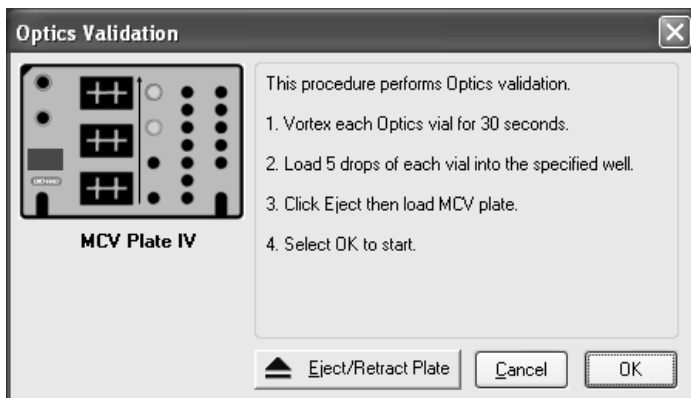 Optics Validation
This procedure performs Optics validation.
1. Vortex each Optics vial for 30 seconds.
2. Load 5 drops of each vial into the specified well.
3. Click Eject then load MCV plate.
4. Select OK to start.
MCV Plate IV
Eject/Retract Plate
Cancel
OK